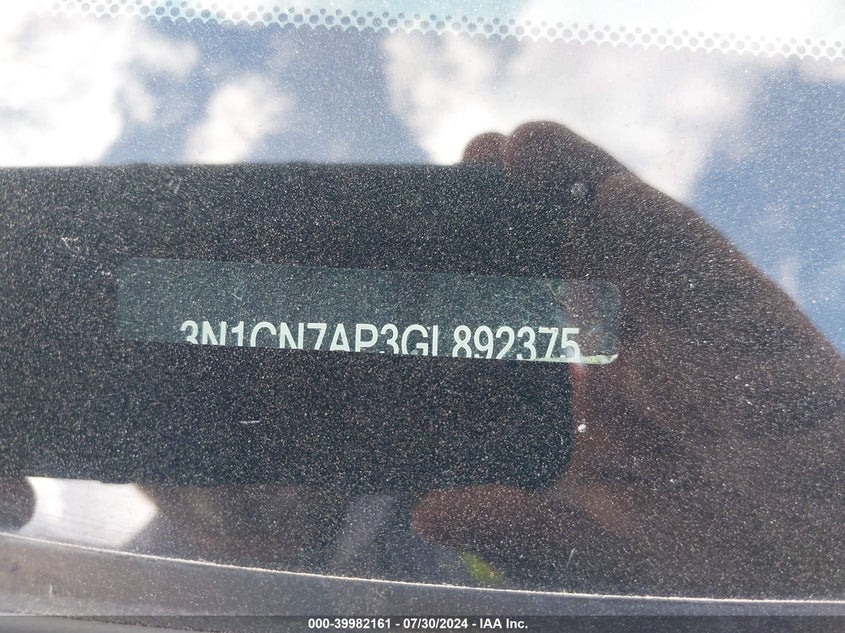 3N1CN7AP3GL892375
000-39982161 - 07/30/2024 - IAA Inc.